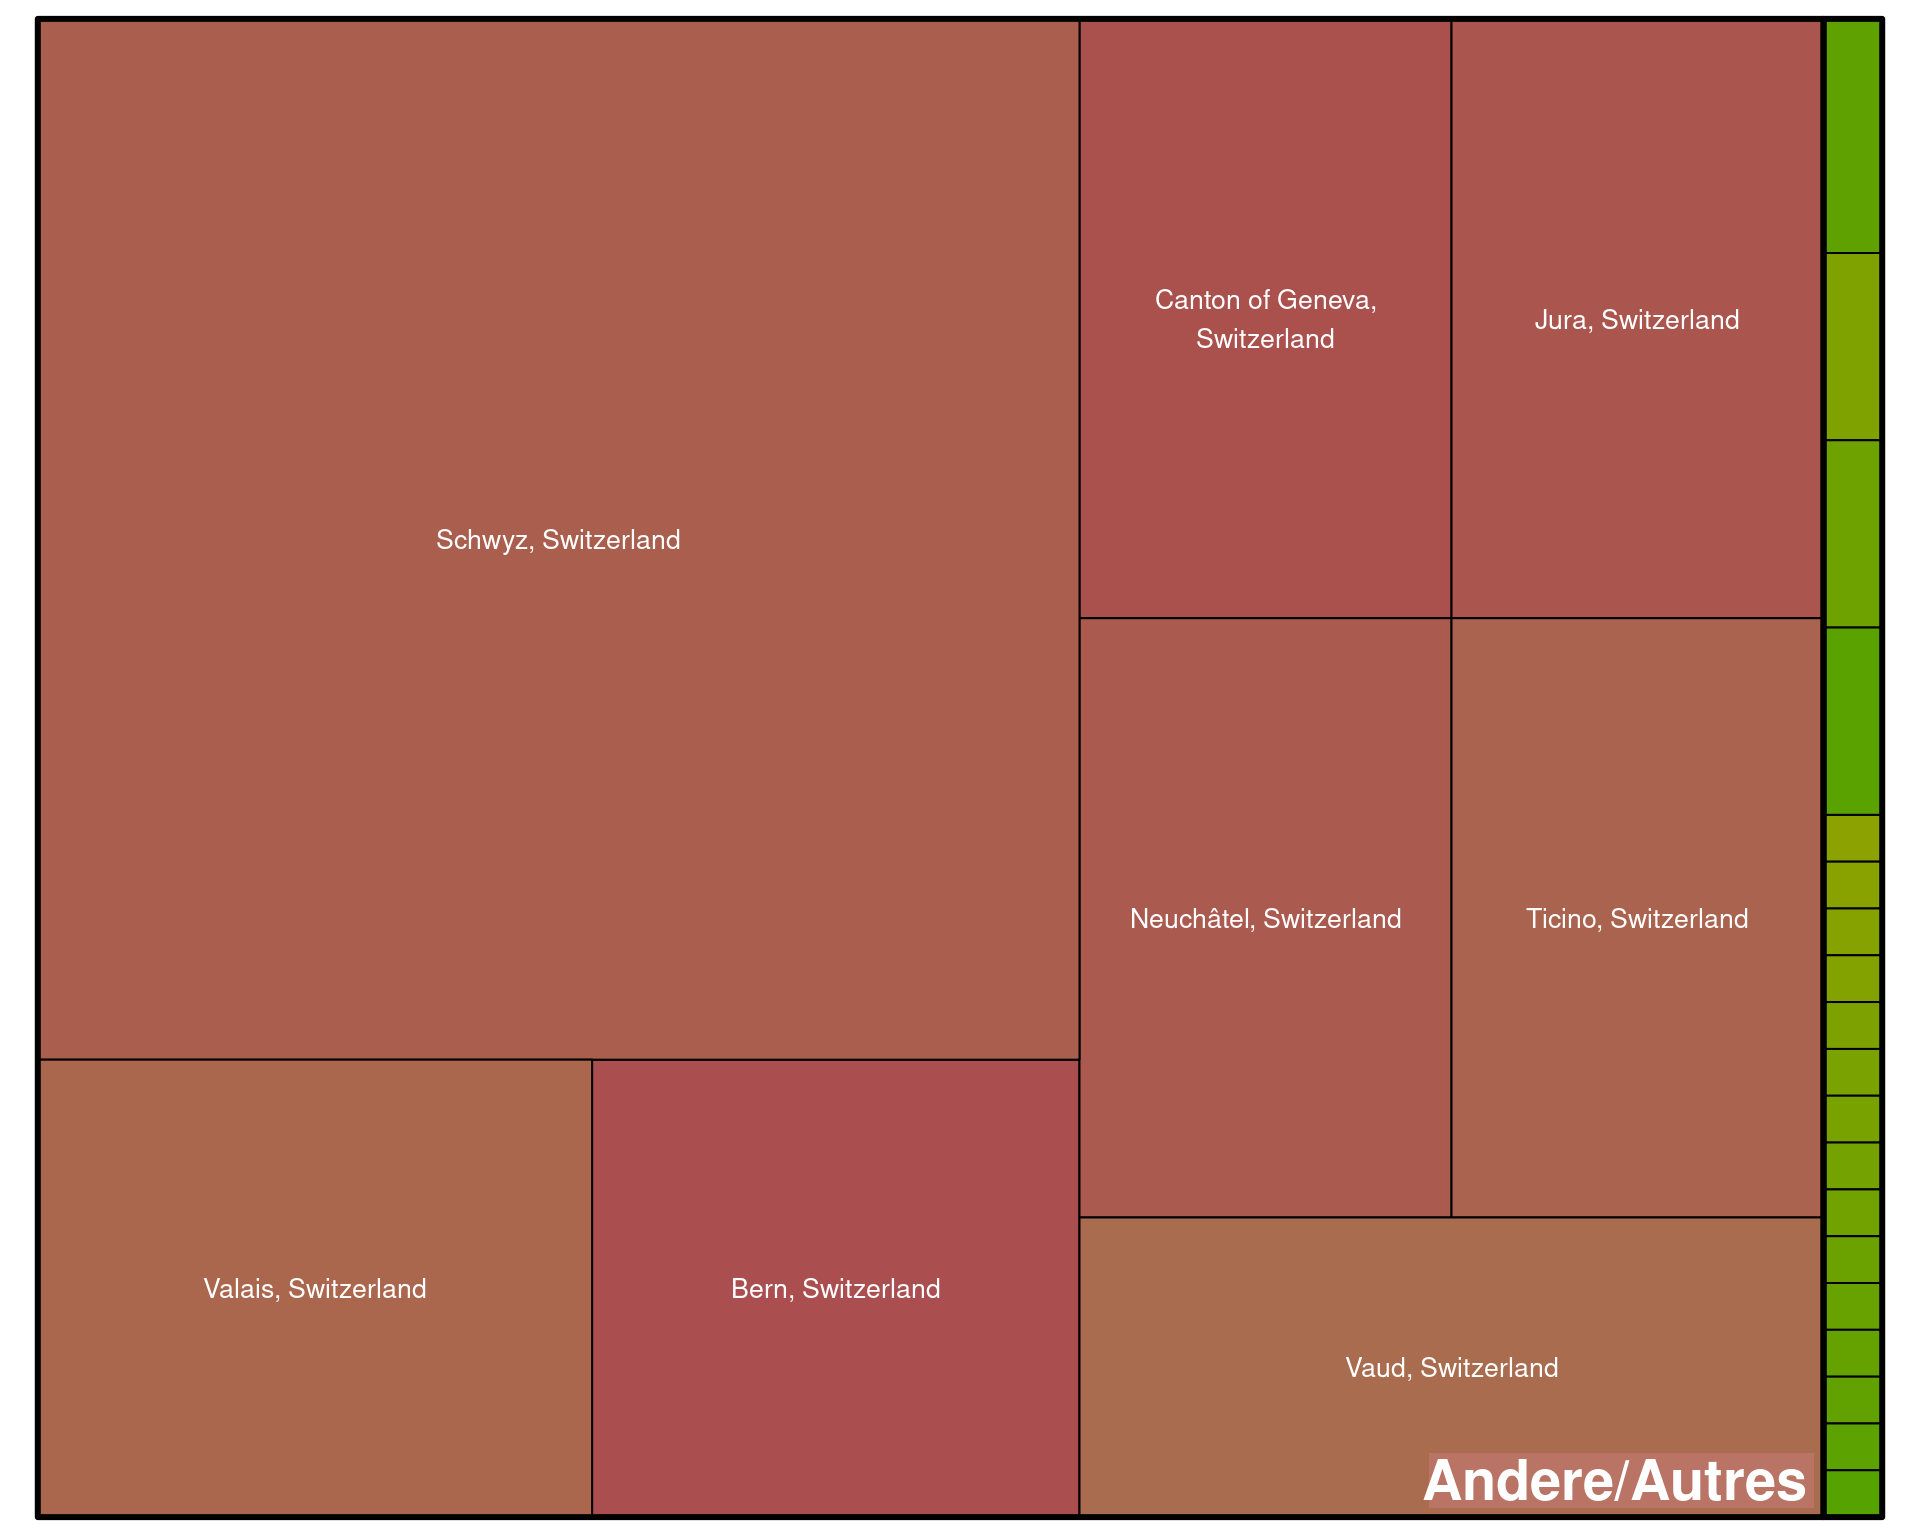 Canton of Geneva,
Switzerland
Jura, Switzerland
Schwyz, Switzerland
Neuchâtel, Switzerland
Ticino, Switzerland
Valais, Switzerland
Bern, Switzerland
Vaud, Switzerland
Andere/Autres